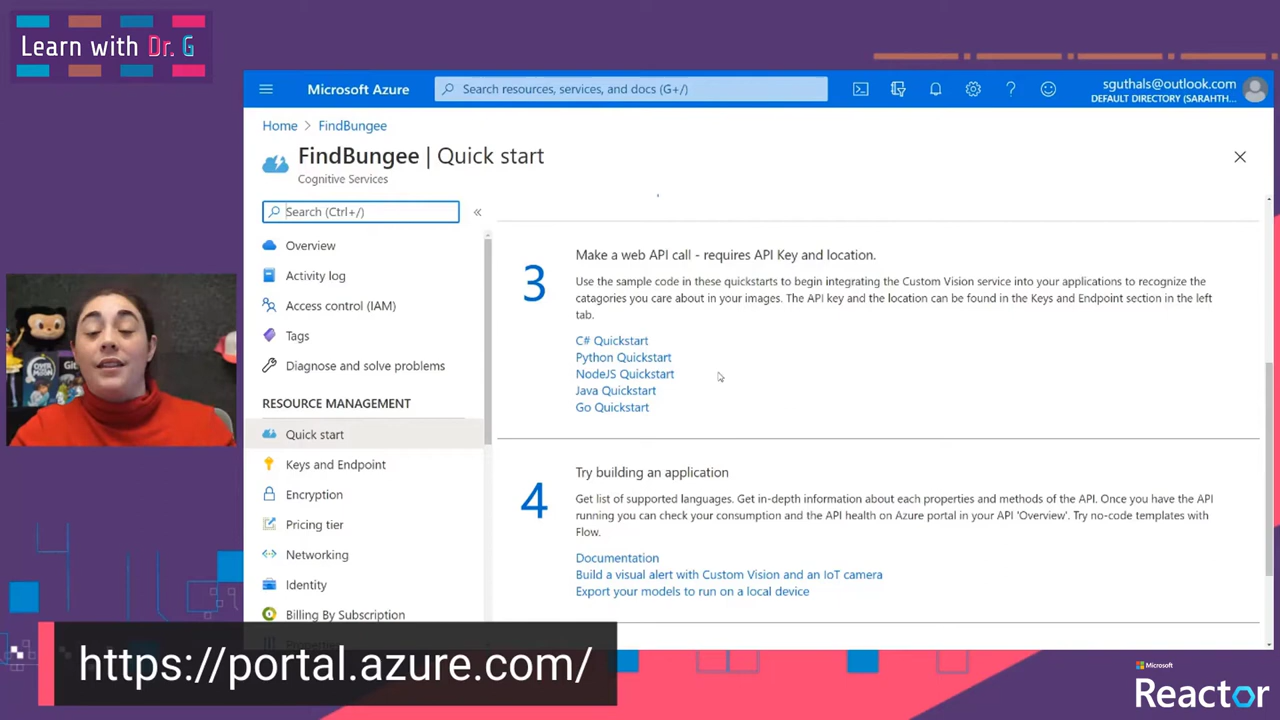 Learn with Dr. G
Microsoft Azure
Search resources, services, and docs (G+/)
sguthals@outlook.com
DEFAULT DIRECTORY (SARAHTH...
Home > FindBungee
FindBungee | Quick start
Cognitive Services
Search (Ctrl+/)
«
Overview
Activity log
Access control (IAM)
Tags
Diagnose and solve problems
RESOURCE MANAGEMENT
Quick start
Keys and Endpoint
Encryption
Pricing tier
Networking
Identity
Billing By Subscription
3
Make a web API call - requires API Key and location.
Use the sample code in these quickstarts to begin integrating the Custom Vision service into your applications to recognize the
catagories you care about in your images. The API key and the location can be found in the Keys and Endpoint section in the left
tab.
C# Quickstart
Python Quickstart
NodeJS Quickstart
Java Quickstart
Go Quickstart
4
Try building an application
Get list of supported languages. Get in-depth information about each properties and methods of the API. Once you have the API
running you can check your consumption and the API health on Azure portal in your API 'Overview'. Try no-code templates with
Flow.
Documentation
Build a visual alert with Custom Vision and an IoT camera
Export your models to run on a local device
https://portal.azure.com/
Microsoft
Reactor